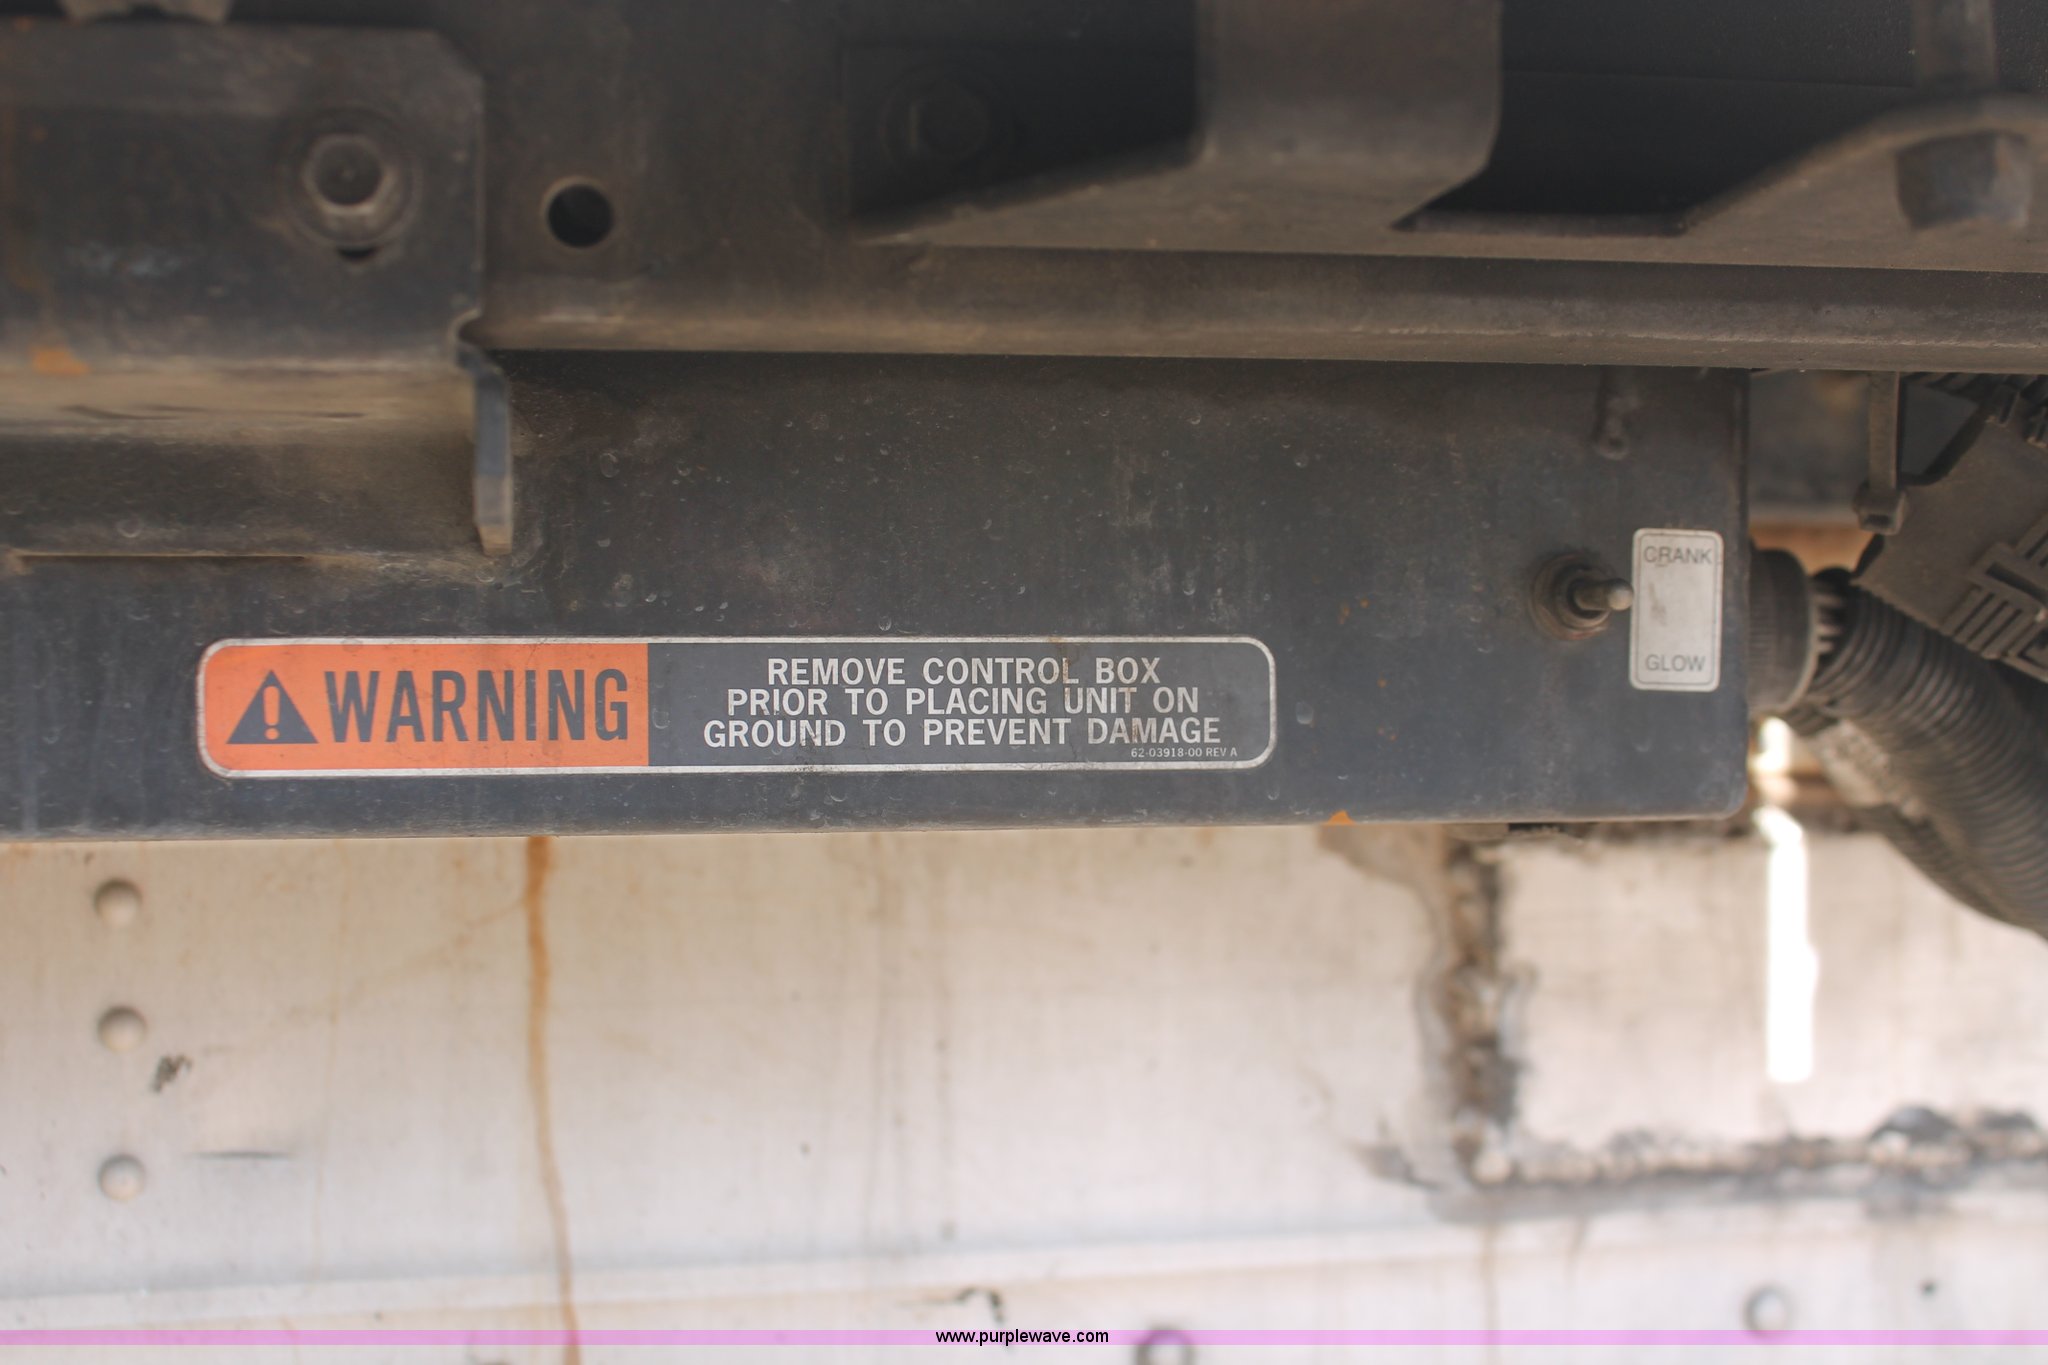 CRANK
GLOW
WARNING
REMOVE CONTROL BOX
PRIOR TO PLACING UNIT ON
GROUND TO PREVENT DAMAGE
62-03918-00 REV A
www.purplewave.com